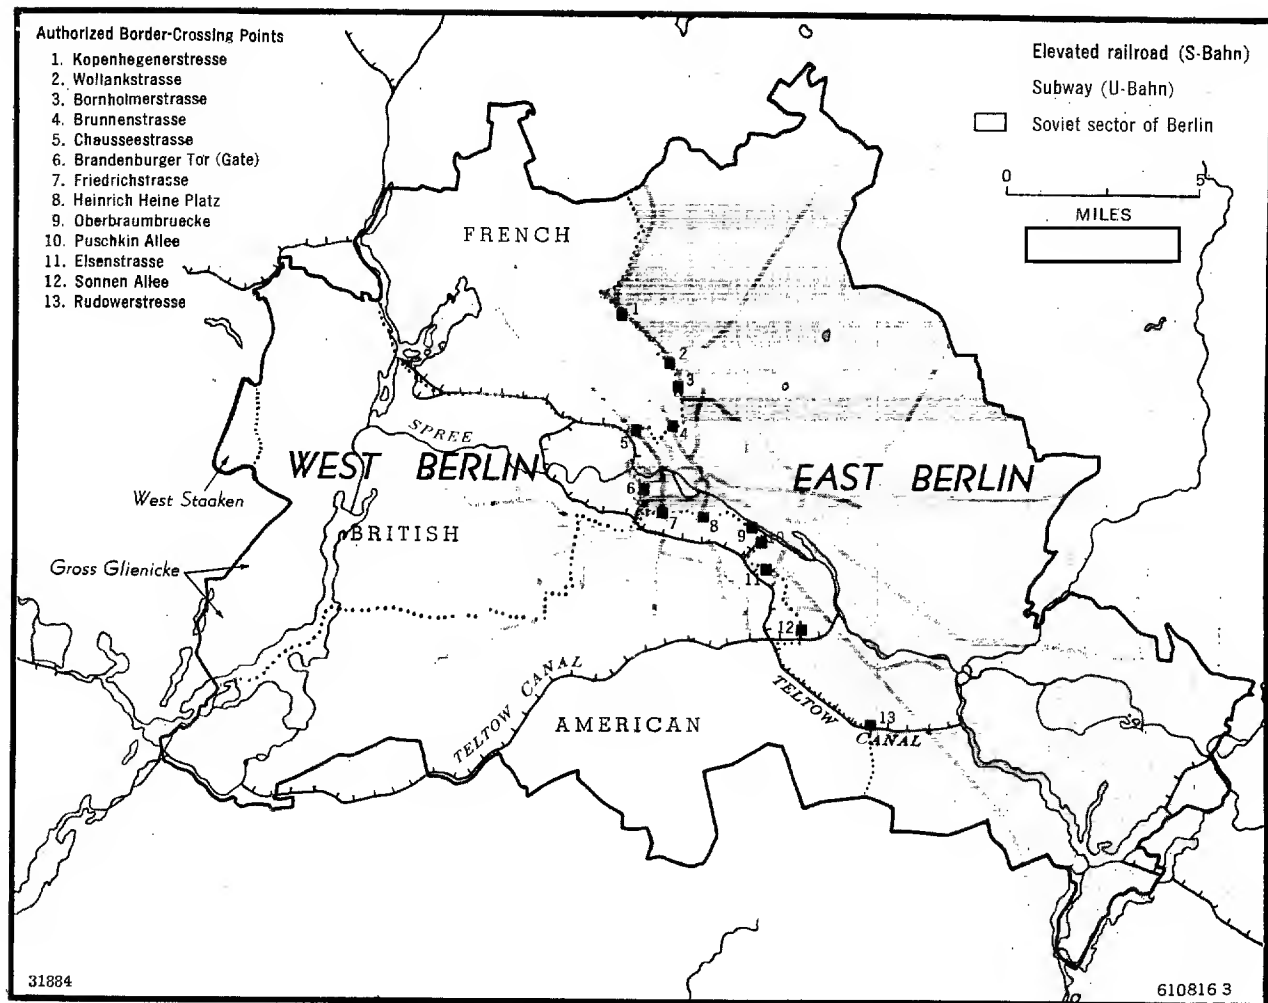 Authorized Border-Crossing Points
1. Kopenhegenerstresse
2. Wollankstrasse
3. Bornholmerstrasse
4. Brunnenstrasse
5. Chausseestrasse
6. Brandenburger Tor (Gate)
7. Friedrichstrasse
8. Heinrich Heine Platz
9. Oberbraumbruecke
10. Puschkin Allee
11. Elsenstrasse
12. Sonnen Allee
13. Rudowerstresse
Elevated railroad (S-Bahn)
Subway (U-Bahn)
Soviet sector of Berlin
0 5
MILES
FRENCH
1
2
3
4
5
SPREE
WEST BERLIN
EAST BERLIN
6
West Staaken
7
8
9
10
BRITISH
11
Gross Glienicke
12
TELTOW CANAL
TELTOW CANAL
13
AMERICAN
31884
610816 3